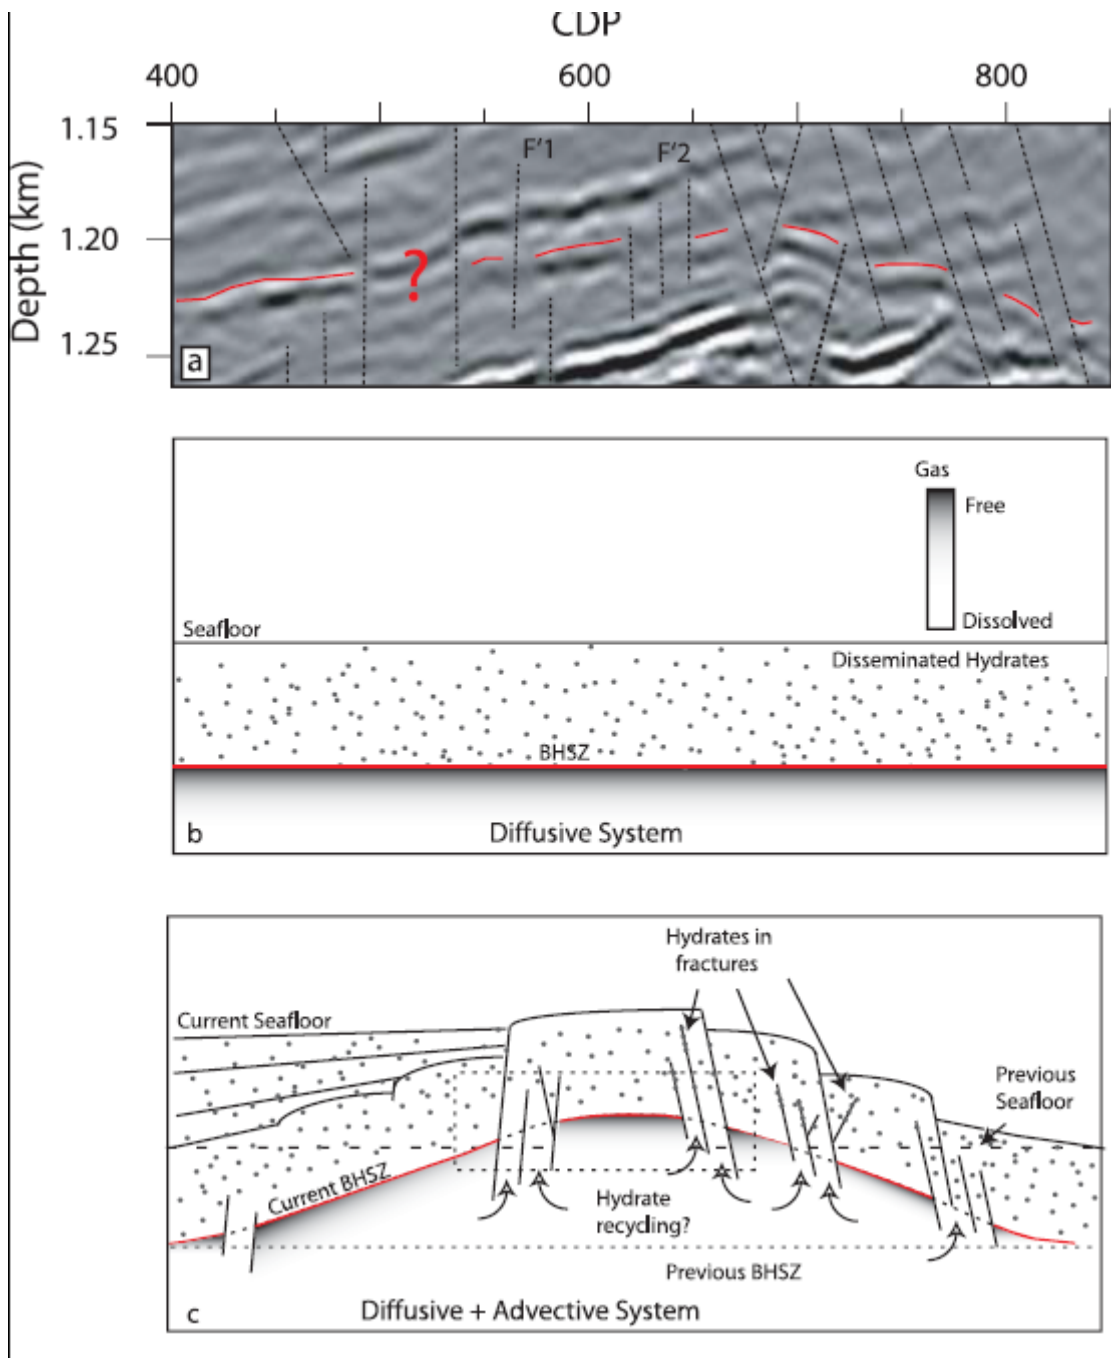 CDP
400 600 800
Depth (km)
1.15
1.20
1.25
F'1
F'2
?
a
Gas
Free
Dissolved
Seafloor
Disseminated Hydrates
BHSZ
b
Diffusive System
Hydrates in
fractures
Current Seafloor
Previous
Seafloor
Current BHSZ
Hydrate
recycling?
Previous BHSZ
c
Diffusive + Advective System